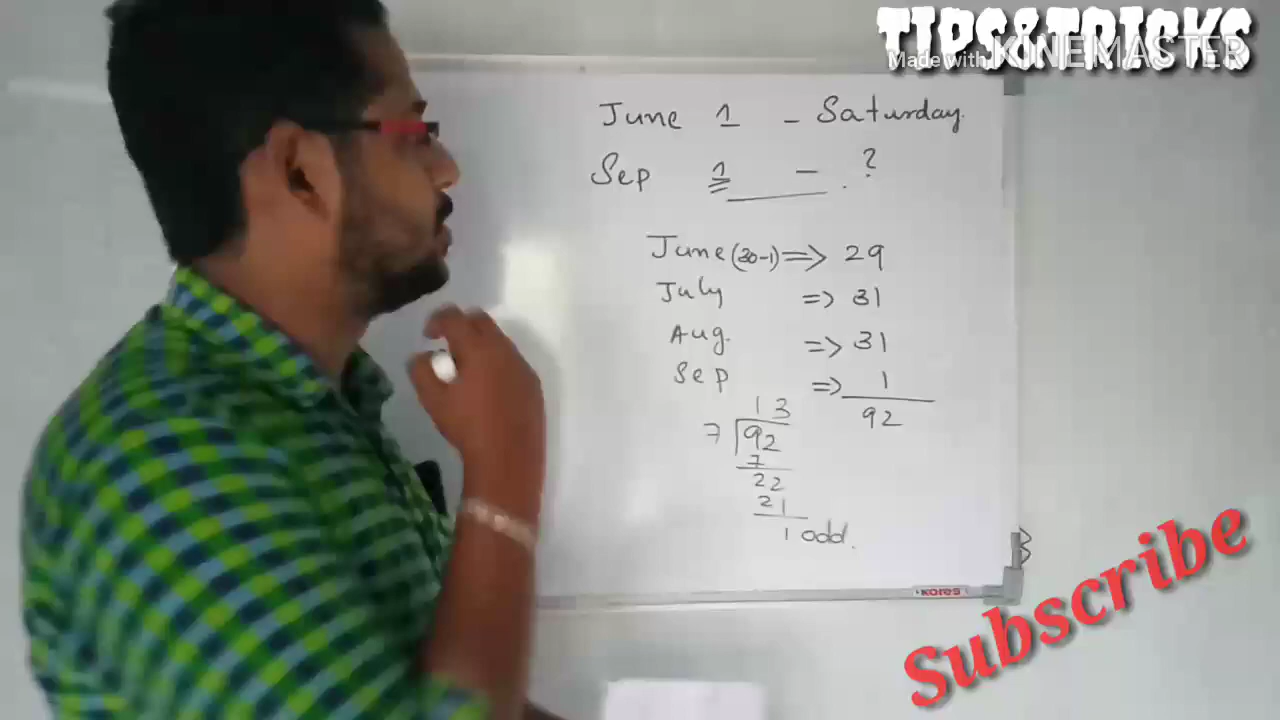 TIPS&TRICKS
Made with KINEMASTER
June 1 - Saturday.
Sep 1 - . ?
June (30-1) => 29
July => 31
Aug. => 31
Sep => 1
92
13
7 92
7
22
21
1 odd.
KORES
Subscribe